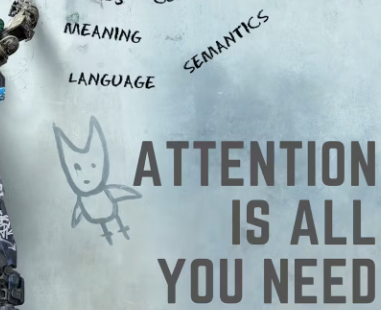 MEANING
SEMANTICS
LANGUAGE
ATTENTION
IS ALL
YOU NEED